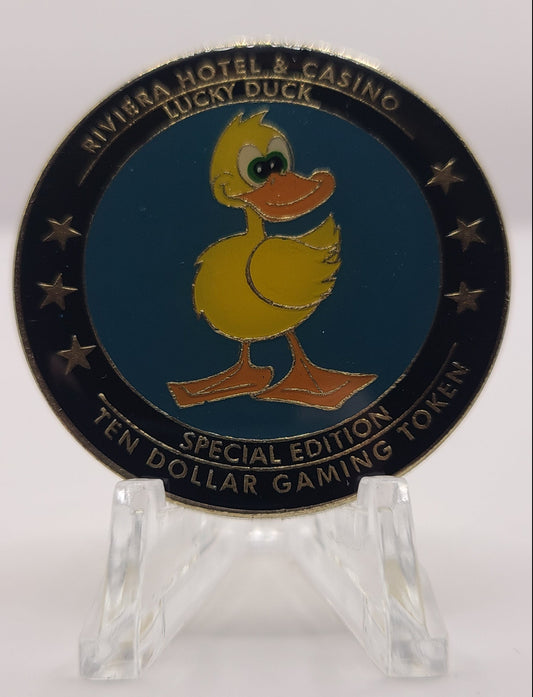 RIVIERA HOTEL & CASINO
LUCKY DUCK
SPECIAL EDITION
TEN DOLLAR GAMING TOKEN